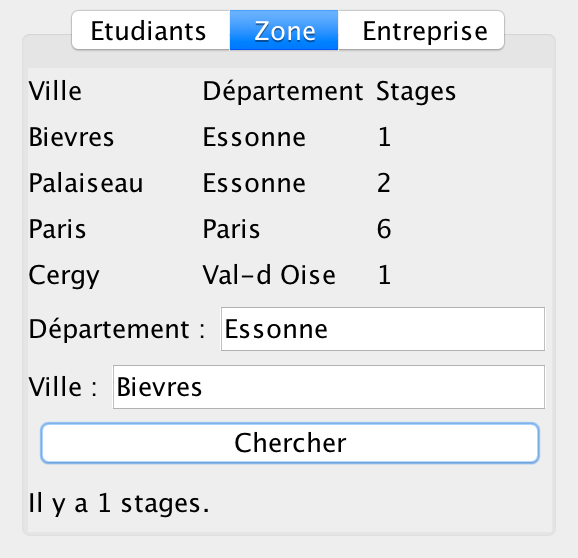 Etudiants Zone Entreprise
Ville Département Stages
Bievres Essonne 1
Palaiseau Essonne 2
Paris Paris 6
Cergy Val-d Oise 1
Département : Essonne
Ville : Bievres
Chercher
Il y a 1 stages.